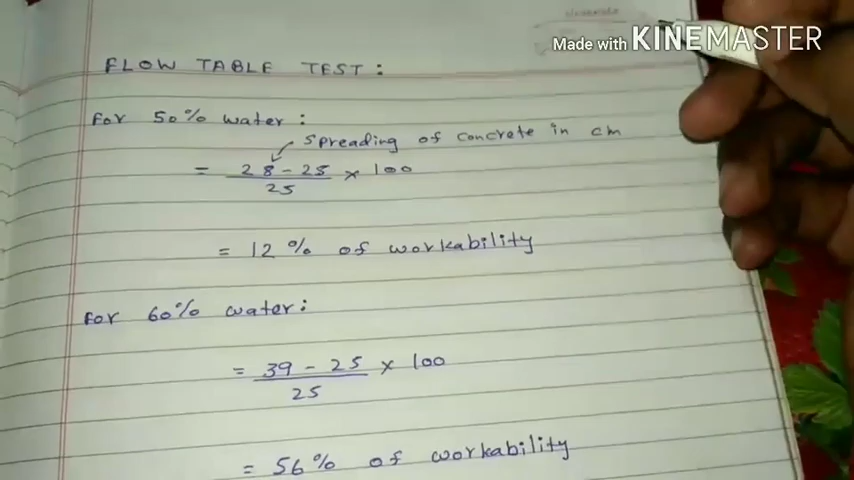 Made with KINEMASTER
FLOW TABLE TEST :
For 50% water :
Spreading of concrete in cm
= 28 - 25 / 25 × 100
= 12 % of workability
For 60% water :
= 39 - 25 / 25 × 100
= 56% of workability